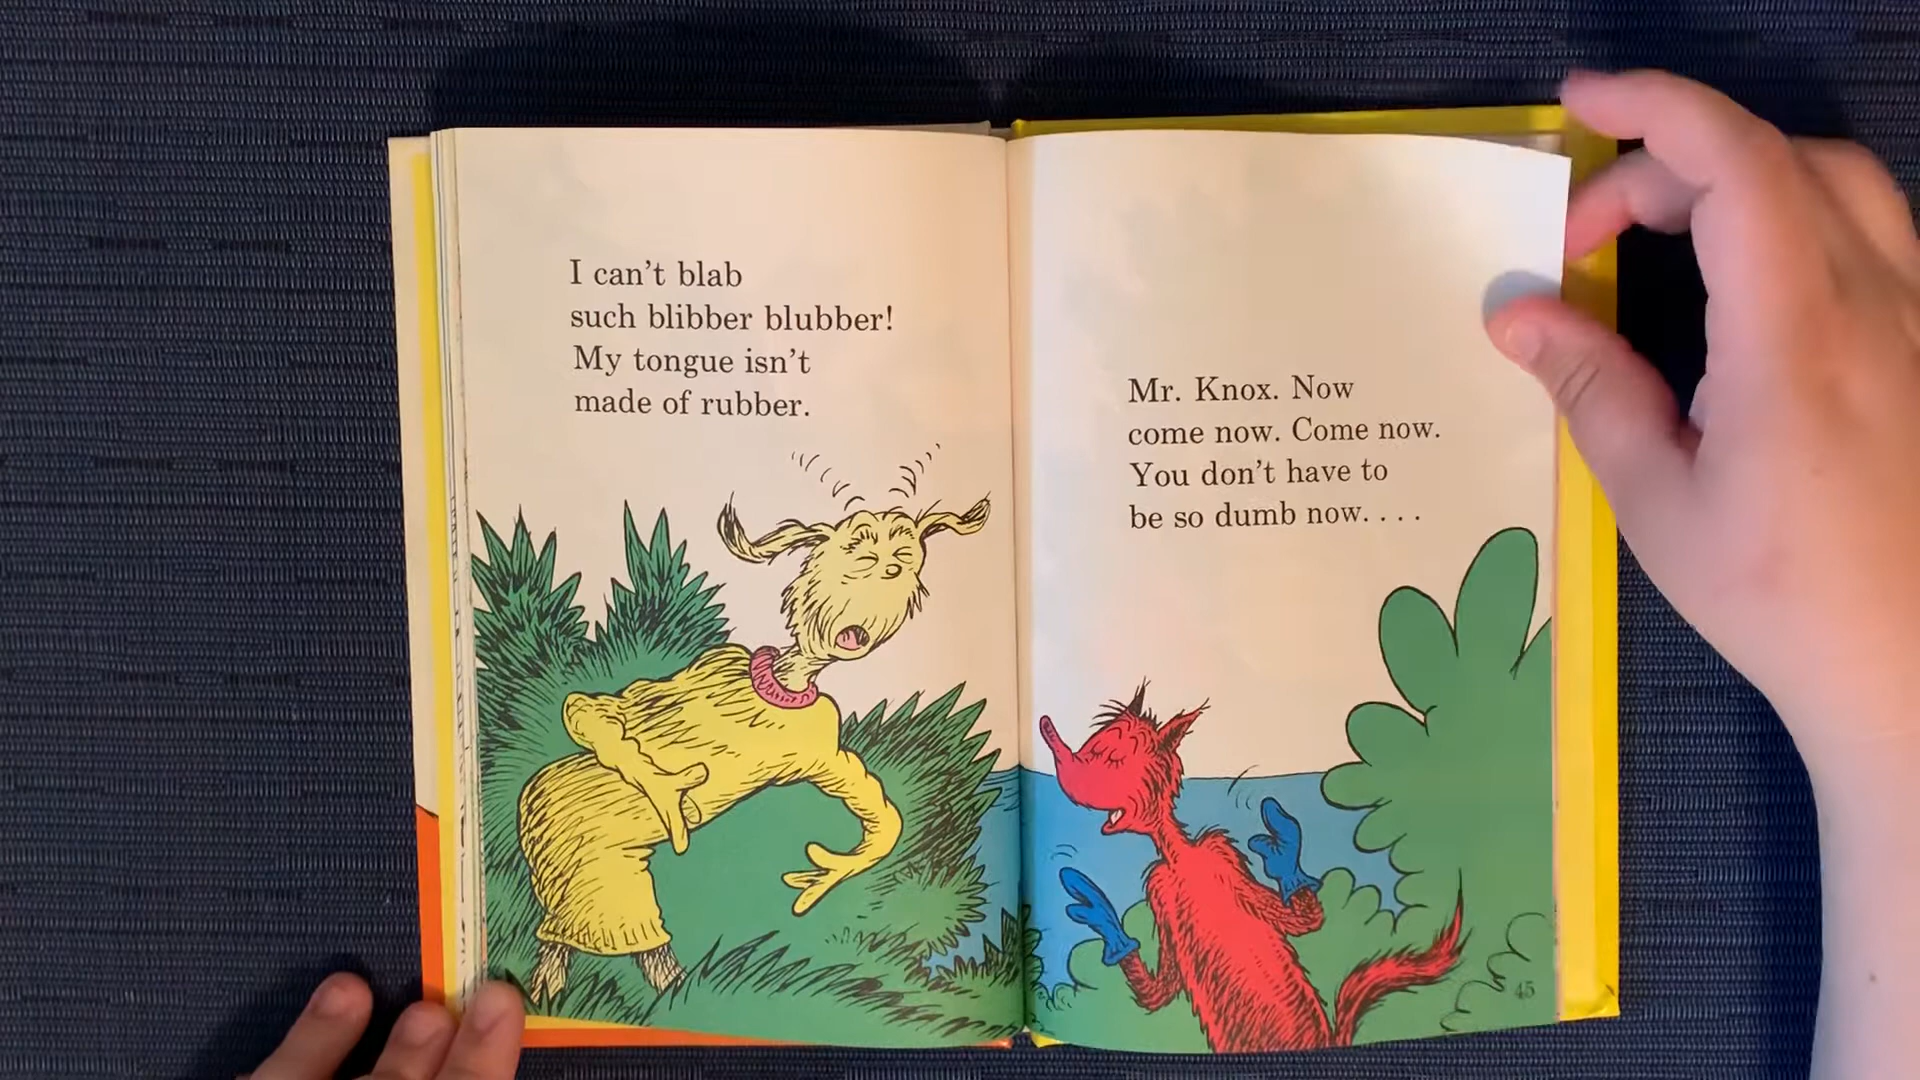 I can't blab
such blibber blubber!
My tongue isn't
made of rubber.
Mr. Knox. Now
come now. Come now.
You don't have to
be so dumb now. . . .
45